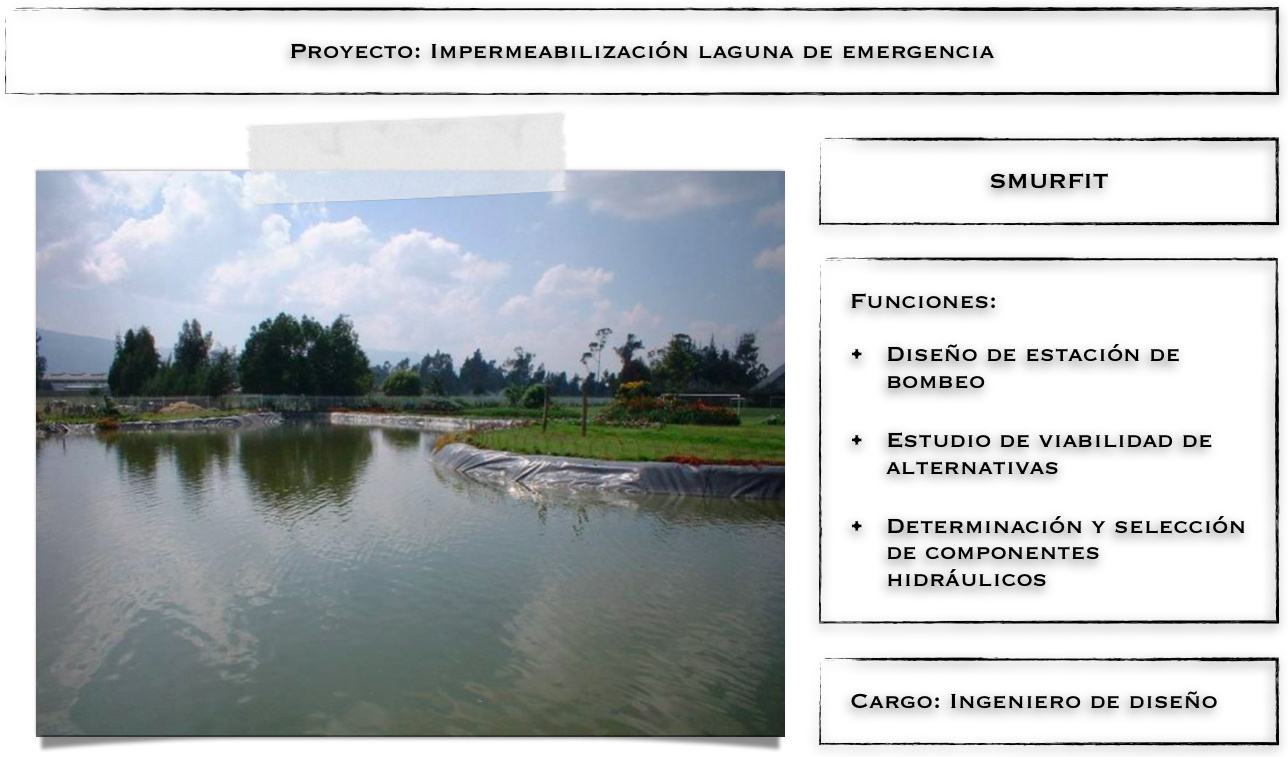 Proyecto: Impermeabilización laguna de emergencia
SMURFIT
Funciones:
+ Diseño de estación de
bombeo
+ Estudio de viabilidad de
alternativas
+ Determinación y selección
de componentes
hidráulicos
Cargo: Ingeniero de diseño